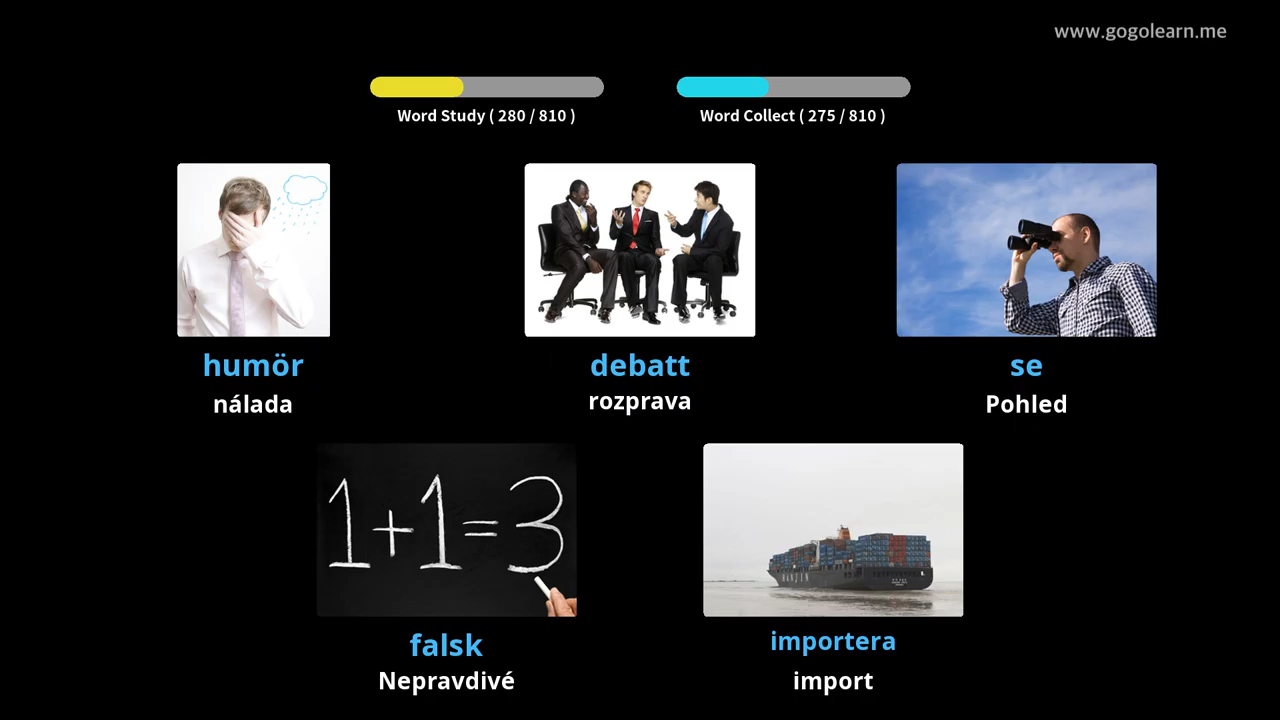 www.gogolearn.me
Word Study ( 280 / 810 )
Word Collect ( 275 / 810 )
humör
nálada
debatt
rozprava
se
Pohled
1+1=3
falsk
Nepravdivé
HANJIN
importera
import